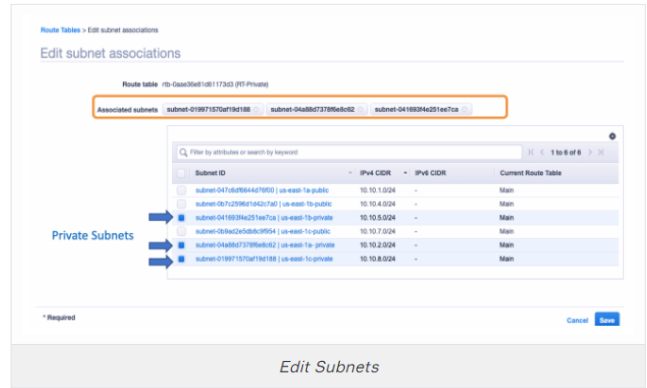 Route Tables > Edit subnet associations
Edit subnet associations
Route table rtb-0aae36e81d61173d3 (RT-Private)
Associated subnets subnet-019971570af19d188 subnet-04a88d7378f6e8c62 subnet-041693f4e251ee7ca
Filter by attributes or search by keyword
1 to 6 of 6
Subnet ID IPv4 CIDR IPv6 CIDR Current Route Table
subnet-047c6df6644d76f00 | us-east-1a-public 10.10.1.0/24 - Main
subnet-0b7c2596d1d42c7a0 | us-east-1b-public 10.10.4.0/24 - Main
subnet-041693f4e251ee7ca | us-east-1b-private 10.10.5.0/24 - Main
subnet-0b9ad2e5db8c9f954 | us-east-1c-public 10.10.7.0/24 - Main
subnet-04a88d7378f6e8c62 | us-east-1a- private 10.10.2.0/24 - Main
subnet-019971570af19d188 | us-east-1c-private 10.10.8.0/24 - Main
Private Subnets
* Required
Cancel Save
Edit Subnets